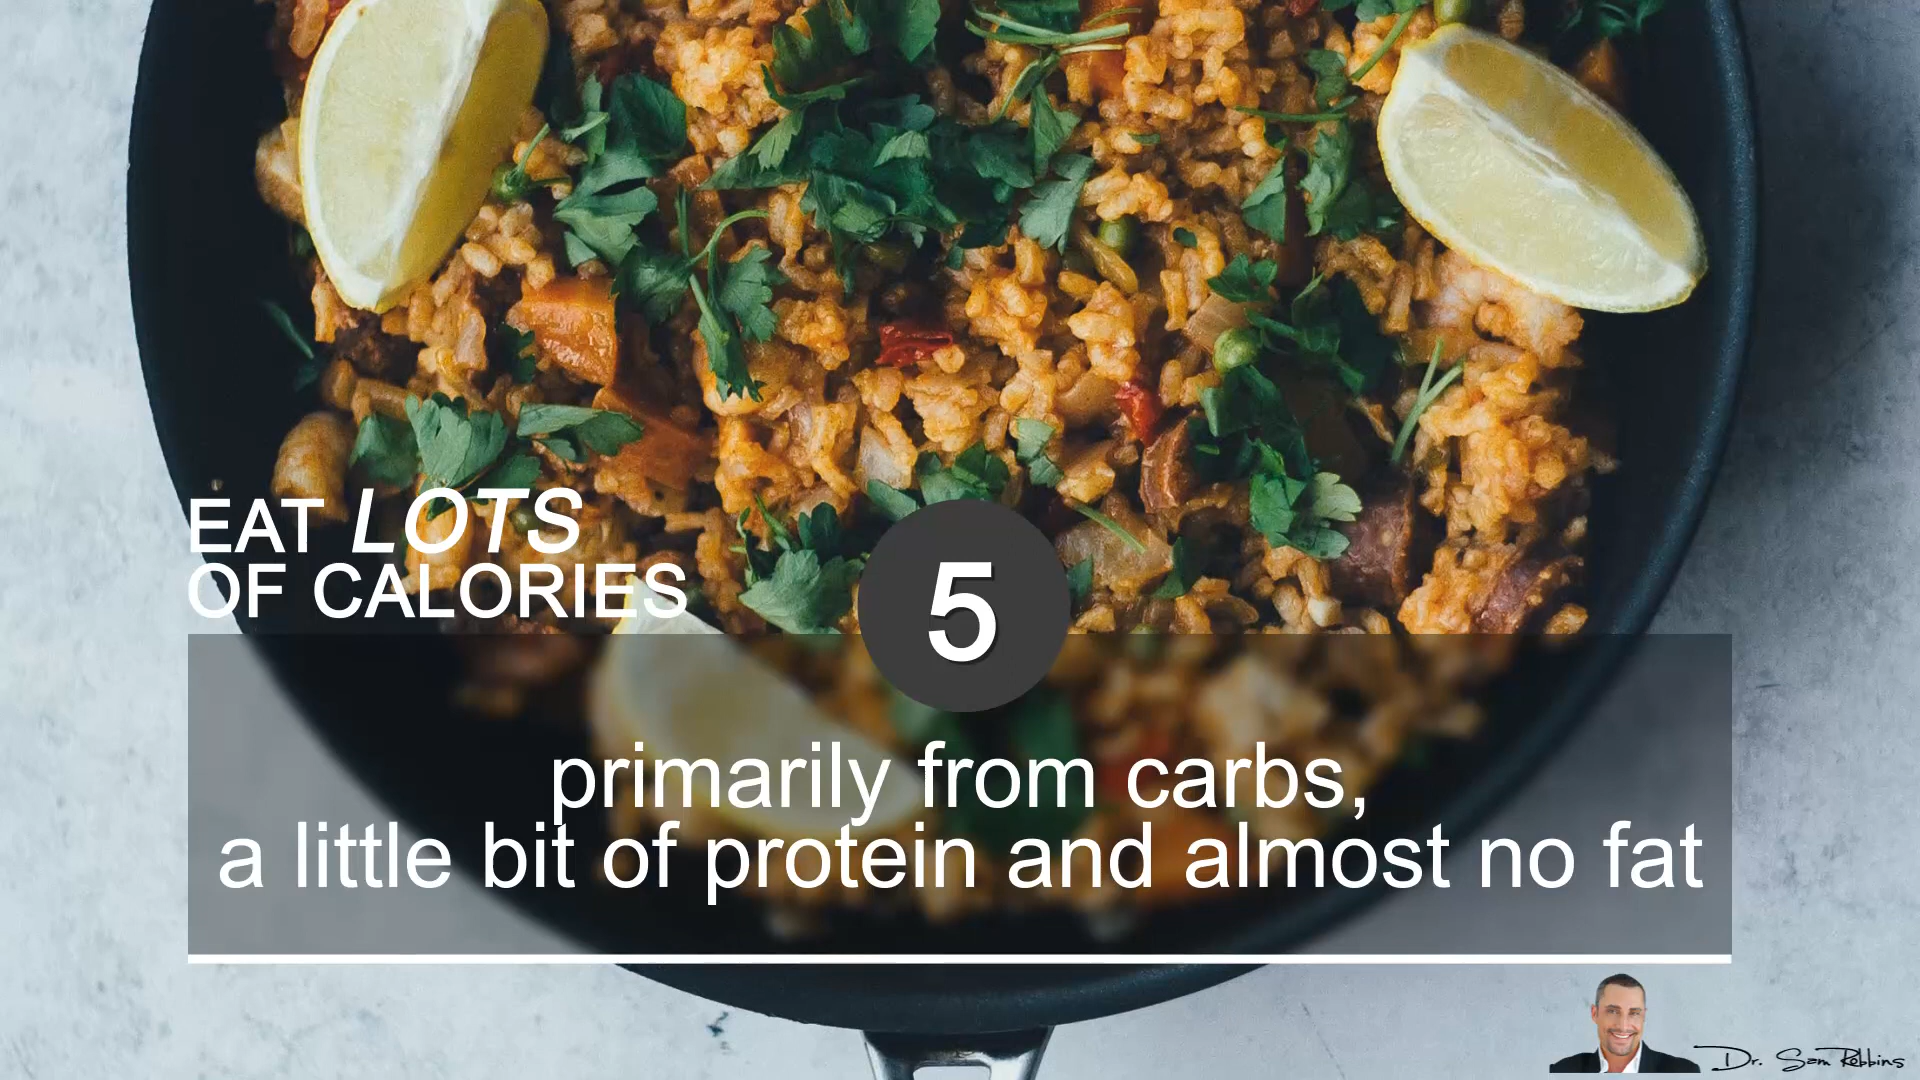 EAT LOTS
OF CALORIES
5
primarily from carbs,
a little bit of protein and almost no fat
Dr. Sam Robbins